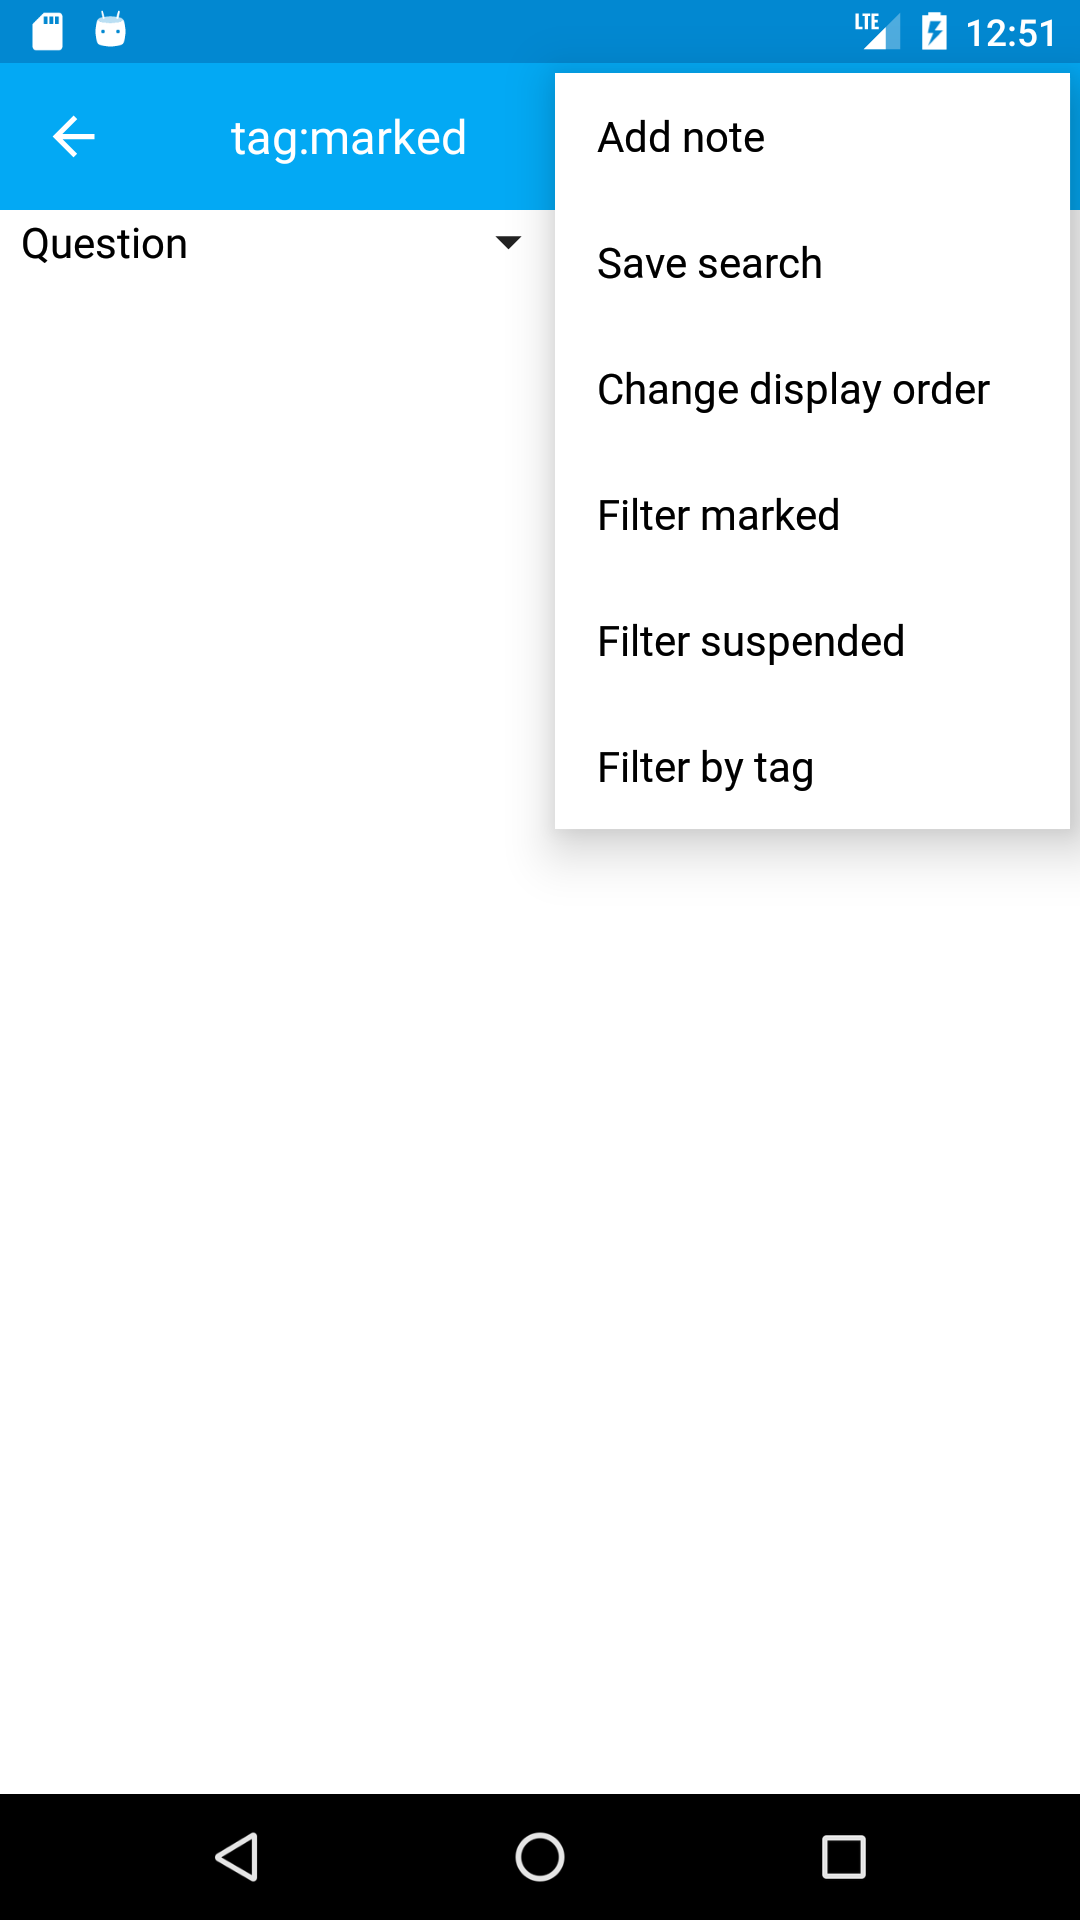 LTE 12:51
tag:marked
Question
Add note
Save search
Change display order
Filter marked
Filter suspended
Filter by tag